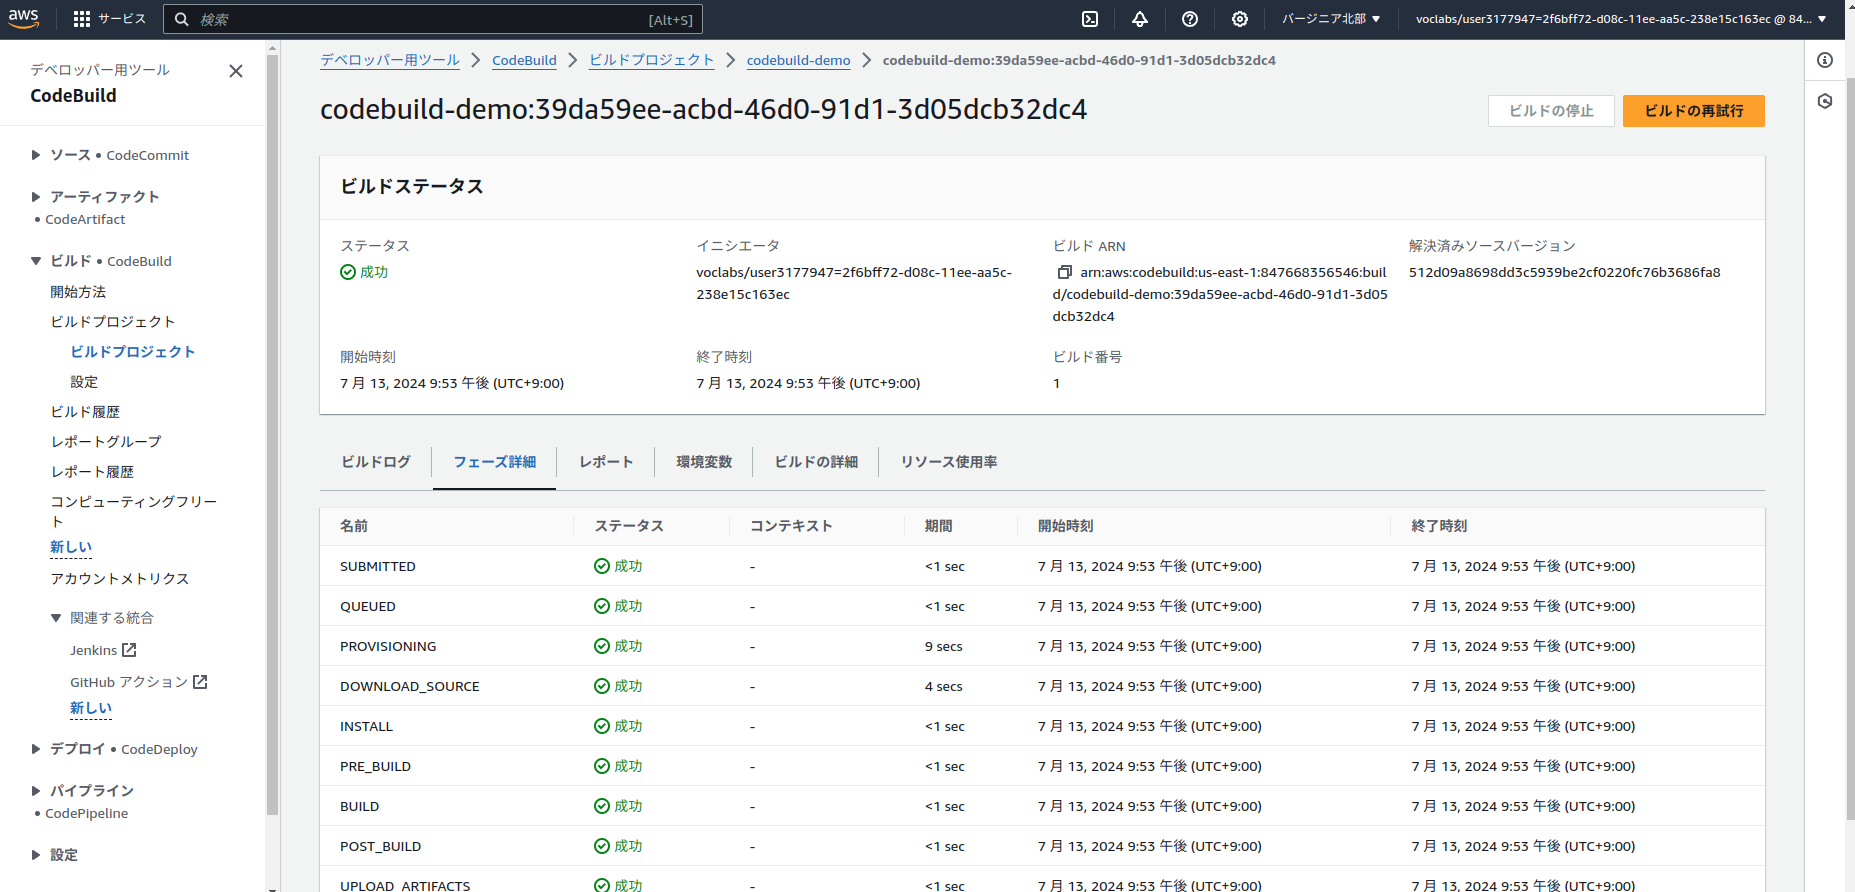 aws
サービス
検索
[Alt+S]
バージニア北部 ▼
voclabs/user3177947=2f6bff72-d08c-11ee-aa5c-238e15c163ec @ 84... ▼
デベロッパー用ツール
CodeBuild
ソース • CodeCommit
アーティファクト
• CodeArtifact
ビルド • CodeBuild
開始方法
ビルドプロジェクト
ビルドプロジェクト
設定
ビルド履歴
レポートグループ
レポート履歴
コンピューティングフリー
ト
新しい
アカウントメトリクス
関連する統合
Jenkins
GitHub アクション
新しい
デプロイ • CodeDeploy
パイプライン
• CodePipeline
設定
デベロッパー用ツール > CodeBuild > ビルドプロジェクト > codebuild-demo > codebuild-demo:39da59ee-acbd-46d0-91d1-3d05dcb32dc4
codebuild-demo:39da59ee-acbd-46d0-91d1-3d05dcb32dc4
ビルドの停止
ビルドの再試行
ビルドステータス
ステータス
成功
イニシエータ
voclabs/user3177947=2f6bff72-d08c-11ee-aa5c-
238e15c163ec
ビルド ARN
arn:aws:codebuild:us-east-1:847668356546:buil
d/codebuild-demo:39da59ee-acbd-46d0-91d1-3d05
dcb32dc4
解決済みソースバージョン
512d09a8698dd3c5939be2cf0220fc76b3686fa8
開始時刻
7 月 13, 2024 9:53 午後 (UTC+9:00)
終了時刻
7 月 13, 2024 9:53 午後 (UTC+9:00)
ビルド番号
1
ビルドログ フェーズ詳細 レポート 環境変数 ビルドの詳細 リソース使用率
名前 ステータス コンテキスト 期間 開始時刻 終了時刻
SUBMITTED 成功 - <1 sec 7 月 13, 2024 9:53 午後 (UTC+9:00) 7 月 13, 2024 9:53 午後 (UTC+9:00)
QUEUED 成功 - <1 sec 7 月 13, 2024 9:53 午後 (UTC+9:00) 7 月 13, 2024 9:53 午後 (UTC+9:00)
PROVISIONING 成功 - 9 secs 7 月 13, 2024 9:53 午後 (UTC+9:00) 7 月 13, 2024 9:53 午後 (UTC+9:00)
DOWNLOAD_SOURCE 成功 - 4 secs 7 月 13, 2024 9:53 午後 (UTC+9:00) 7 月 13, 2024 9:53 午後 (UTC+9:00)
INSTALL 成功 - <1 sec 7 月 13, 2024 9:53 午後 (UTC+9:00) 7 月 13, 2024 9:53 午後 (UTC+9:00)
PRE_BUILD 成功 - <1 sec 7 月 13, 2024 9:53 午後 (UTC+9:00) 7 月 13, 2024 9:53 午後 (UTC+9:00)
BUILD 成功 - <1 sec 7 月 13, 2024 9:53 午後 (UTC+9:00) 7 月 13, 2024 9:53 午後 (UTC+9:00)
POST_BUILD 成功 - <1 sec 7 月 13, 2024 9:53 午後 (UTC+9:00) 7 月 13, 2024 9:53 午後 (UTC+9:00)
UPLOAD_ARTIFACTS 成功 - <1 sec 7 月 13, 2024 9:53 午後 (UTC+9:00) 7 月 13, 2024 9:53 午後 (UTC+9:00)